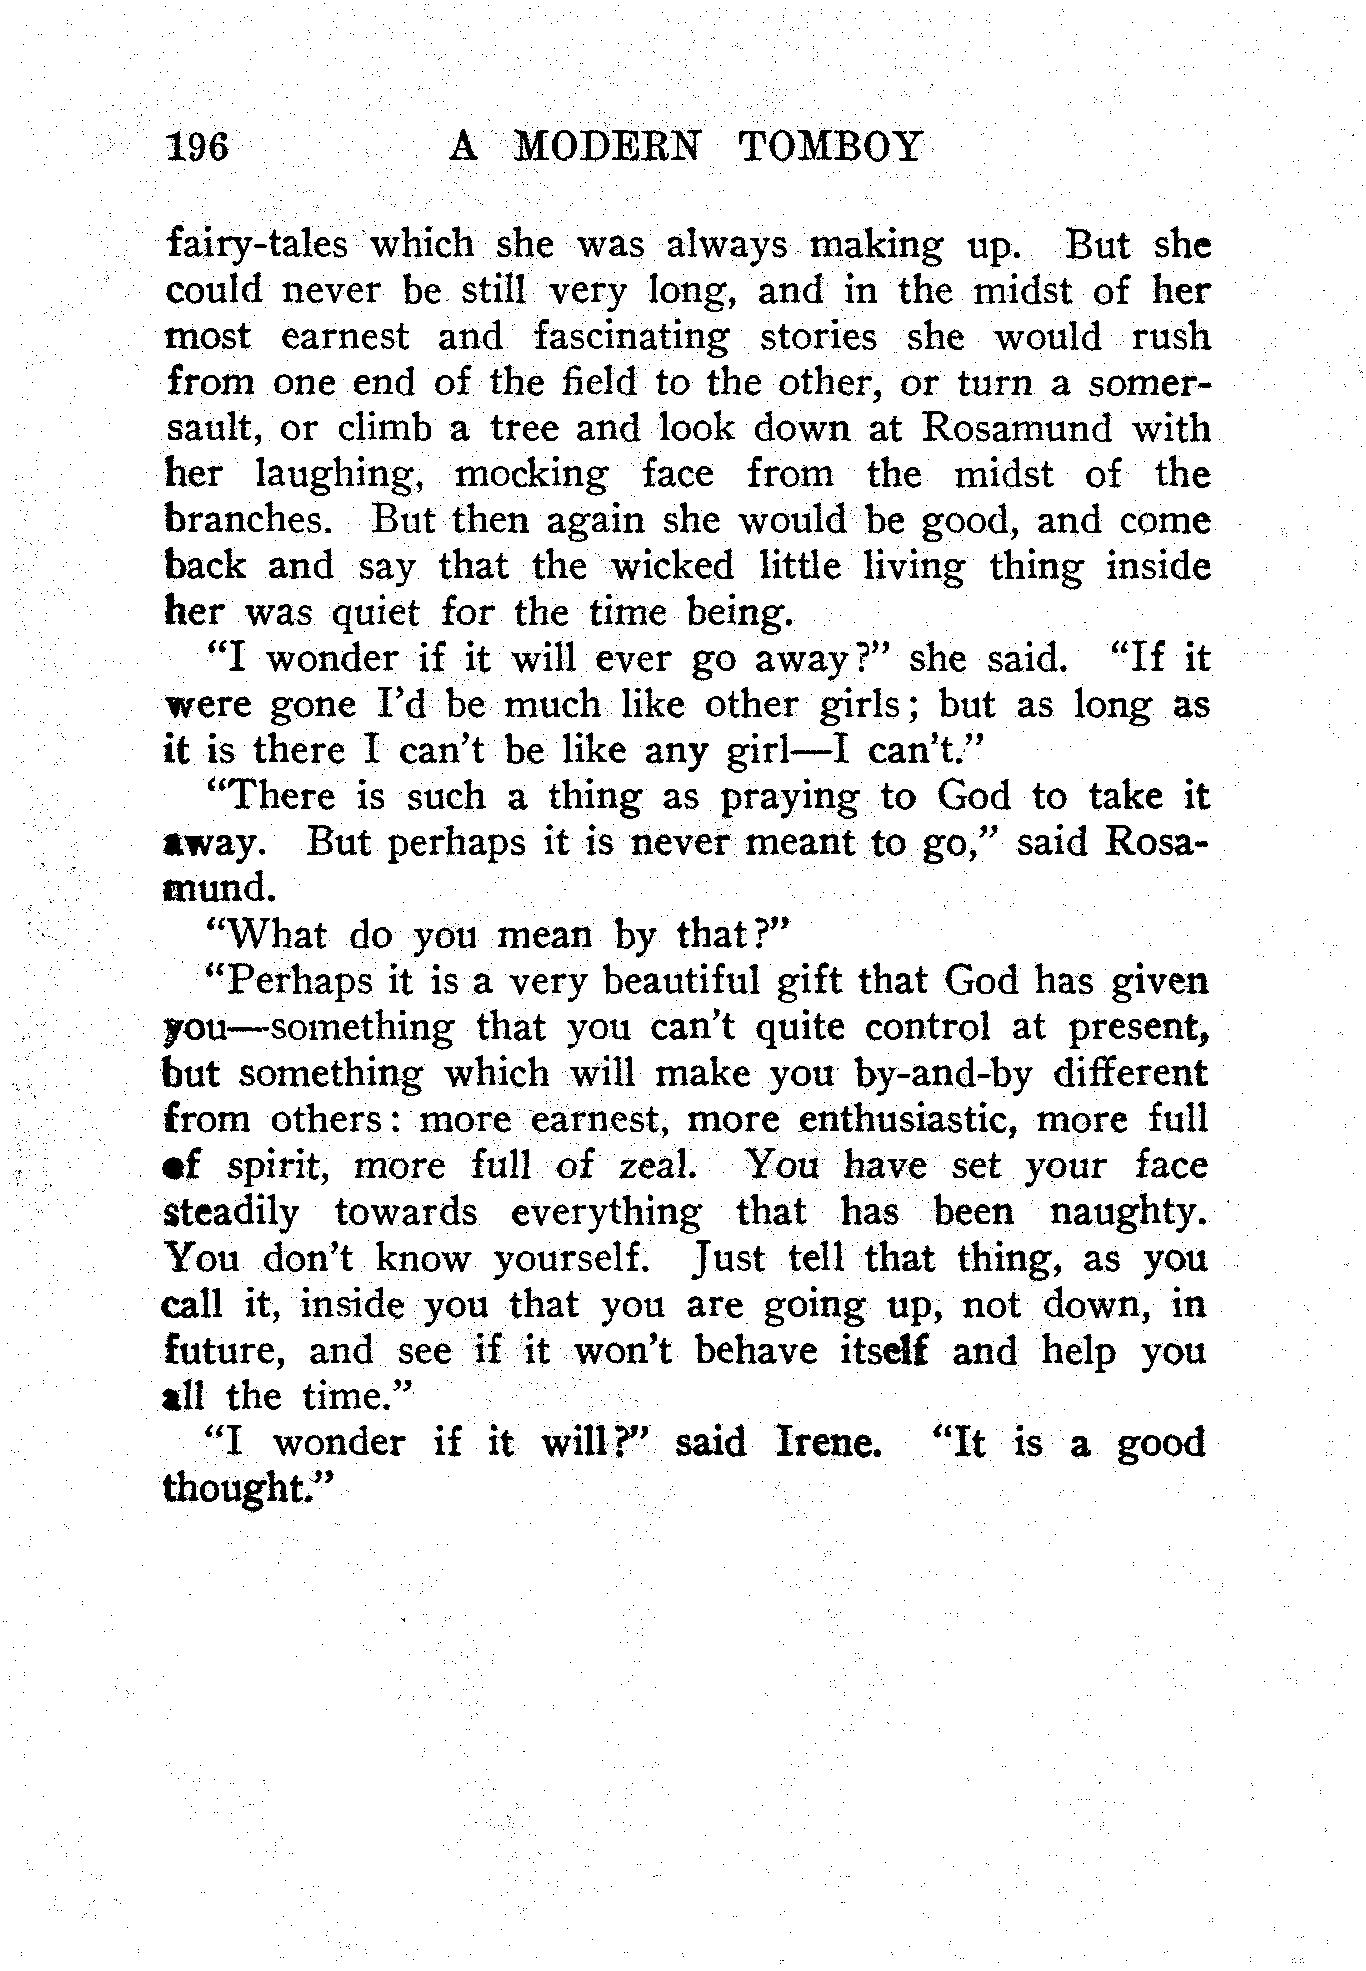 196 A MODERN TOMBOY
fairy-tales which she was always making up. But she
could never be still very long, and in the midst of her
most earnest and fascinating stories she would rush
from one end of the field to the other, or turn a somer-
sault, or climb a tree and look down at Rosamund with
her laughing, mocking face from the midst of the
branches. But then again she would be good, and come
back and say that the wicked little living thing inside
her was quiet for the time being.
“I wonder if it will ever go away?” she said. “If it
were gone I’d be much like other girls; but as long as
it is there I can’t be like any girl—I can’t.”
“There is such a thing as praying to God to take it
away. But perhaps it is never meant to go,” said Rosa-
mund.
“What do you mean by that?”
“Perhaps it is a very beautiful gift that God has given
you—something that you can’t quite control at present,
but something which will make you by-and-by different
from others: more earnest, more enthusiastic, more full
of spirit, more full of zeal. You have set your face
steadily towards everything that has been naughty.
You don’t know yourself. Just tell that thing, as you
call it, inside you that you are going up, not down, in
future, and see if it won’t behave itself and help you
all the time.”
“I wonder if it will?” said Irene. “It is a good
thought.”